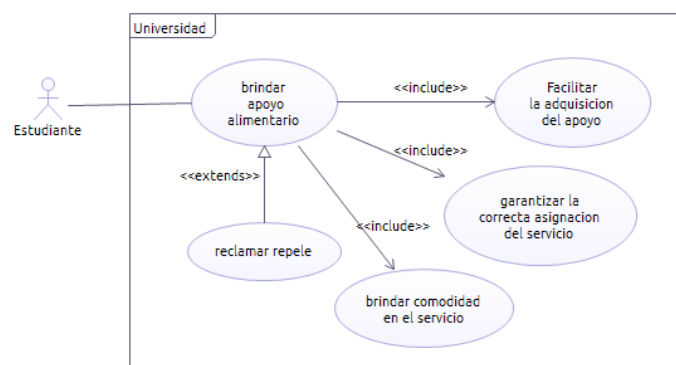 Universidad
Estudiante
brindar
apoyo
alimentario
<<include>>
Facilitar
la adquisicion
del apoyo
<<include>>
<<extends>>
garantizar la
correcta asignacion
del servicio
<<include>>
reclamar repele
brindar comodidad
en el servicio